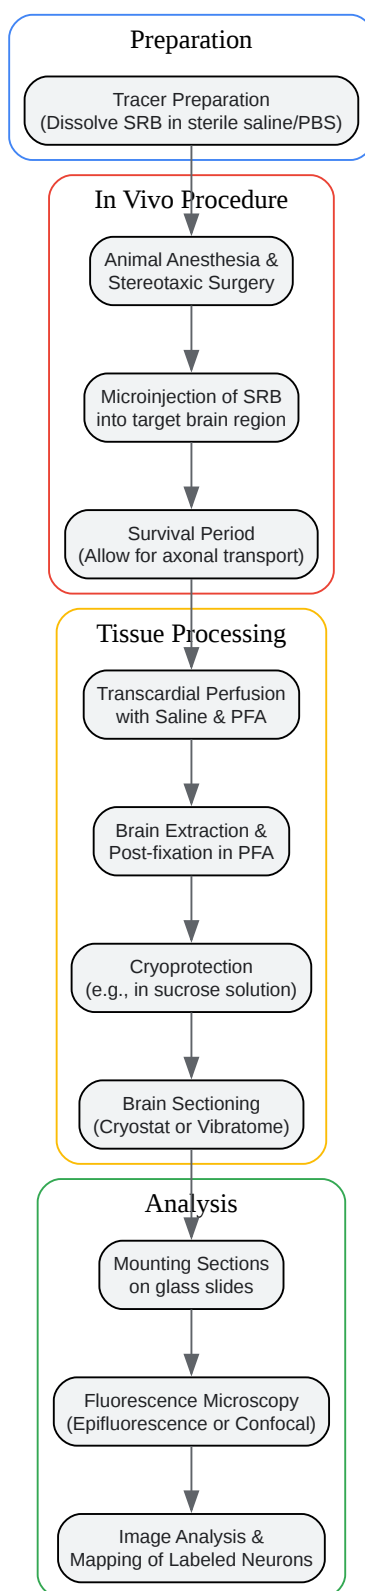 Preparation
Tracer Preparation
(Dissolve SRB in sterile saline/PBS)
In Vivo Procedure
Animal Anesthesia &
Stereotaxic Surgery
Microinjection of SRB
into target brain region
Survival Period
(Allow for axonal transport)
Tissue Processing
Transcardial Perfusion
with Saline & PFA
Brain Extraction &
Post-fixation in PFA
Cryoprotection
(e.g., in sucrose solution)
Brain Sectioning
(Cryostat or Vibratome)
Analysis
Mounting Sections
on glass slides
Fluorescence Microscopy
(Epifluorescence or Confocal)
Image Analysis &
Mapping of Labeled Neurons